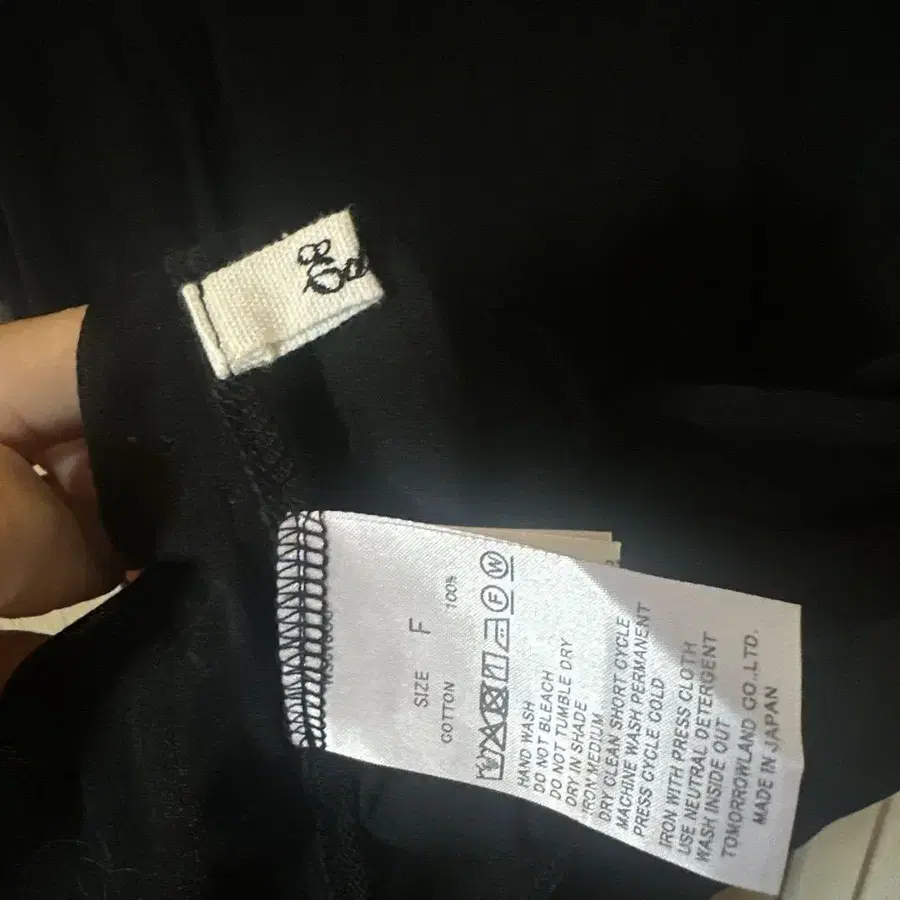 SIZE F
COTTON 100%
HAND WASH
DO NOT BLEACH
DO NOT TUMBLE DRY
DRY IN SHADE
IRON MEDIUM
DRY CLEAN SHORT CYCLE
MACHINE WASH PERMANENT
PRESS CYCLE COLD
IRON WITH PRESS CLOTH
USE NEUTRAL DETERGENT
WASH INSIDE OUT
TOMORROWLAND CO.,LTD.
MADE IN JAPAN